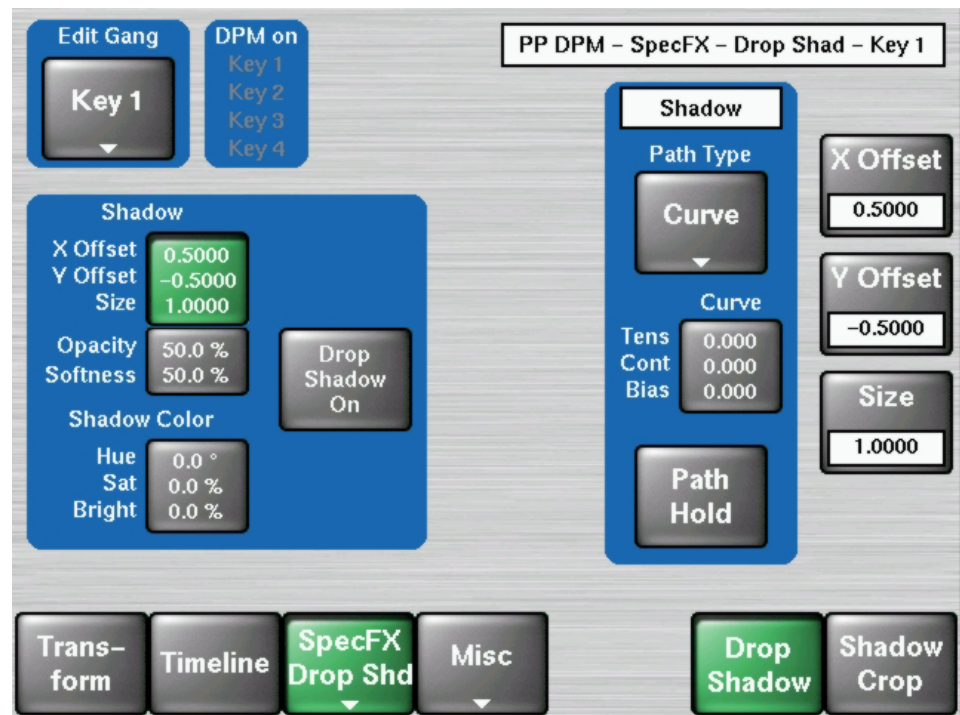 Edit Gang
Key 1
DPM on
Key 1
Key 2
Key 3
Key 4
PP DPM – SpecFX – Drop Shad – Key 1
Shadow
X Offset 0.5000
Y Offset –0.5000
Size 1.0000
Opacity 50.0 %
Softness 50.0 %
Drop
Shadow
On
Shadow Color
Hue 0.0 °
Sat 0.0 %
Bright 0.0 %
Shadow
Path Type
Curve
Curve
Tens 0.000
Cont 0.000
Bias 0.000
Path
Hold
X Offset
0.5000
Y Offset
–0.5000
Size
1.0000
Trans–
form
Timeline
SpecFX
Drop Shd
Misc
Drop
Shadow
Shadow
Crop